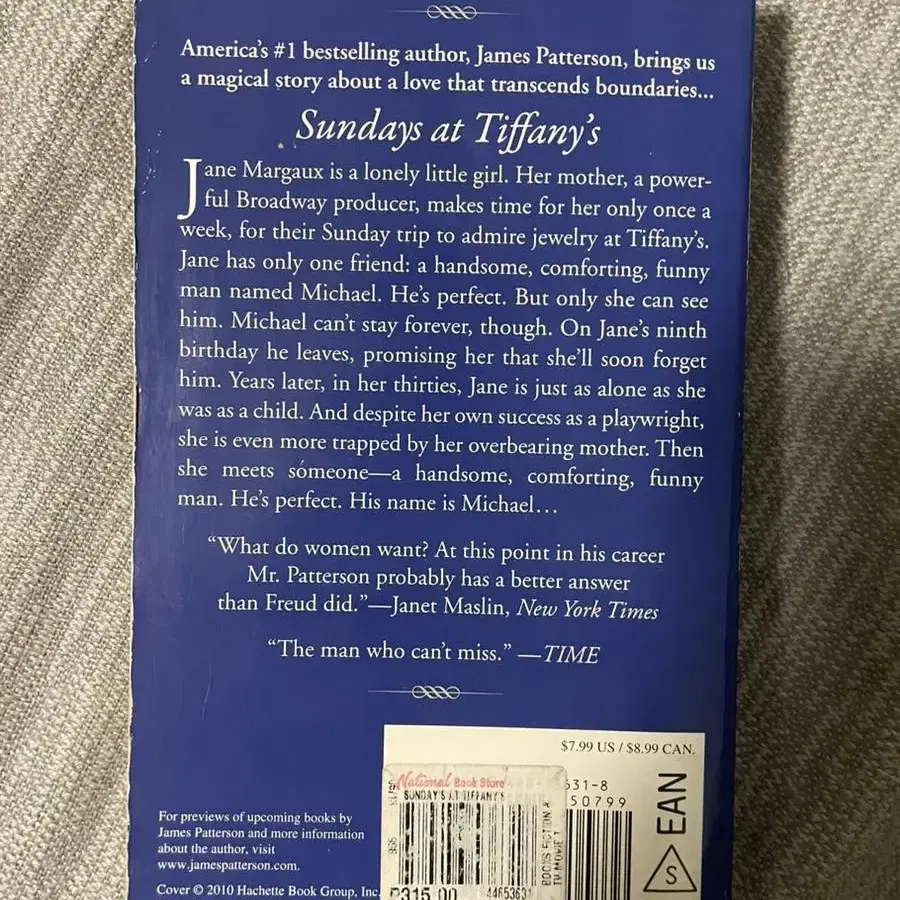 America's #1 bestselling author, James Patterson, brings us
a magical story about a love that transcends boundaries...
Sundays at Tiffany's
Jane Margaux is a lonely little girl. Her mother, a power-
ful Broadway producer, makes time for her only once a
week, for their Sunday trip to admire jewelry at Tiffany's.
Jane has only one friend: a handsome, comforting, funny
man named Michael. He's perfect. But only she can see
him. Michael can't stay forever, though. On Jane's ninth
birthday he leaves, promising her that she'll soon forget
him. Years later, in her thirties, Jane is just as alone as she
was as a child. And despite her own success as a playwright,
she is even more trapped by her overbearing mother. Then
she meets someone—a handsome, comforting, funny
man. He's perfect. His name is Michael...
"What do women want? At this point in his career
Mr. Patterson probably has a better answer
than Freud did."—Janet Maslin, New York Times
"The man who can't miss." —TIME
$7.99 US / $8.99 CAN.
National Book Store
SUNDAY'S AT TIFFANY'S
631-8
50799
EAN
S
P315.00
44653631
For previews of upcoming books by
James Patterson and more information
about the author, visit
www.jamespatterson.com.
Cover © 2010 Hachette Book Group, Inc.